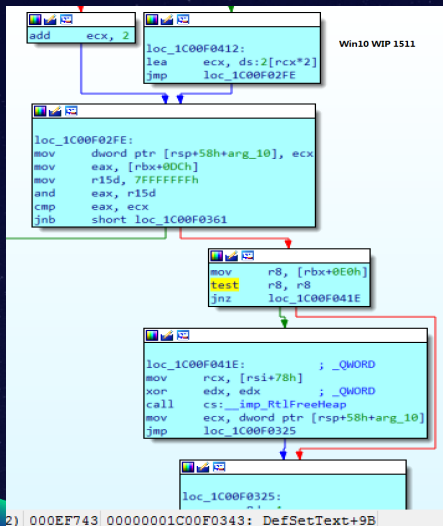 add     ecx, 2
loc_1C00F0412:
lea     ecx, ds:2[rcx*2]
jmp     loc_1C00F02FE
Win10 WIP 1511
loc_1C00F02FE:
mov     dword ptr [rsp+58h+arg_10], ecx
mov     eax, [rbx+0DCh]
mov     r15d, 7FFFFFFFh
and     eax, r15d
cmp     eax, ecx
jnb     short loc_1C00F0361
mov     r8, [rbx+0E0h]
test    r8, r8
jnz     loc_1C00F041E
loc_1C00F041E:          ; _QWORD
mov     rcx, [rsi+78h]
xor     edx, edx        ; _QWORD
call    cs:__imp_RtlFreeHeap
mov     ecx, dword ptr [rsp+58h+arg_10]
jmp     loc_1C00F0325
loc_1C00F0325:
2) 000EF743 00000001C00F0343: DefSetText+9B